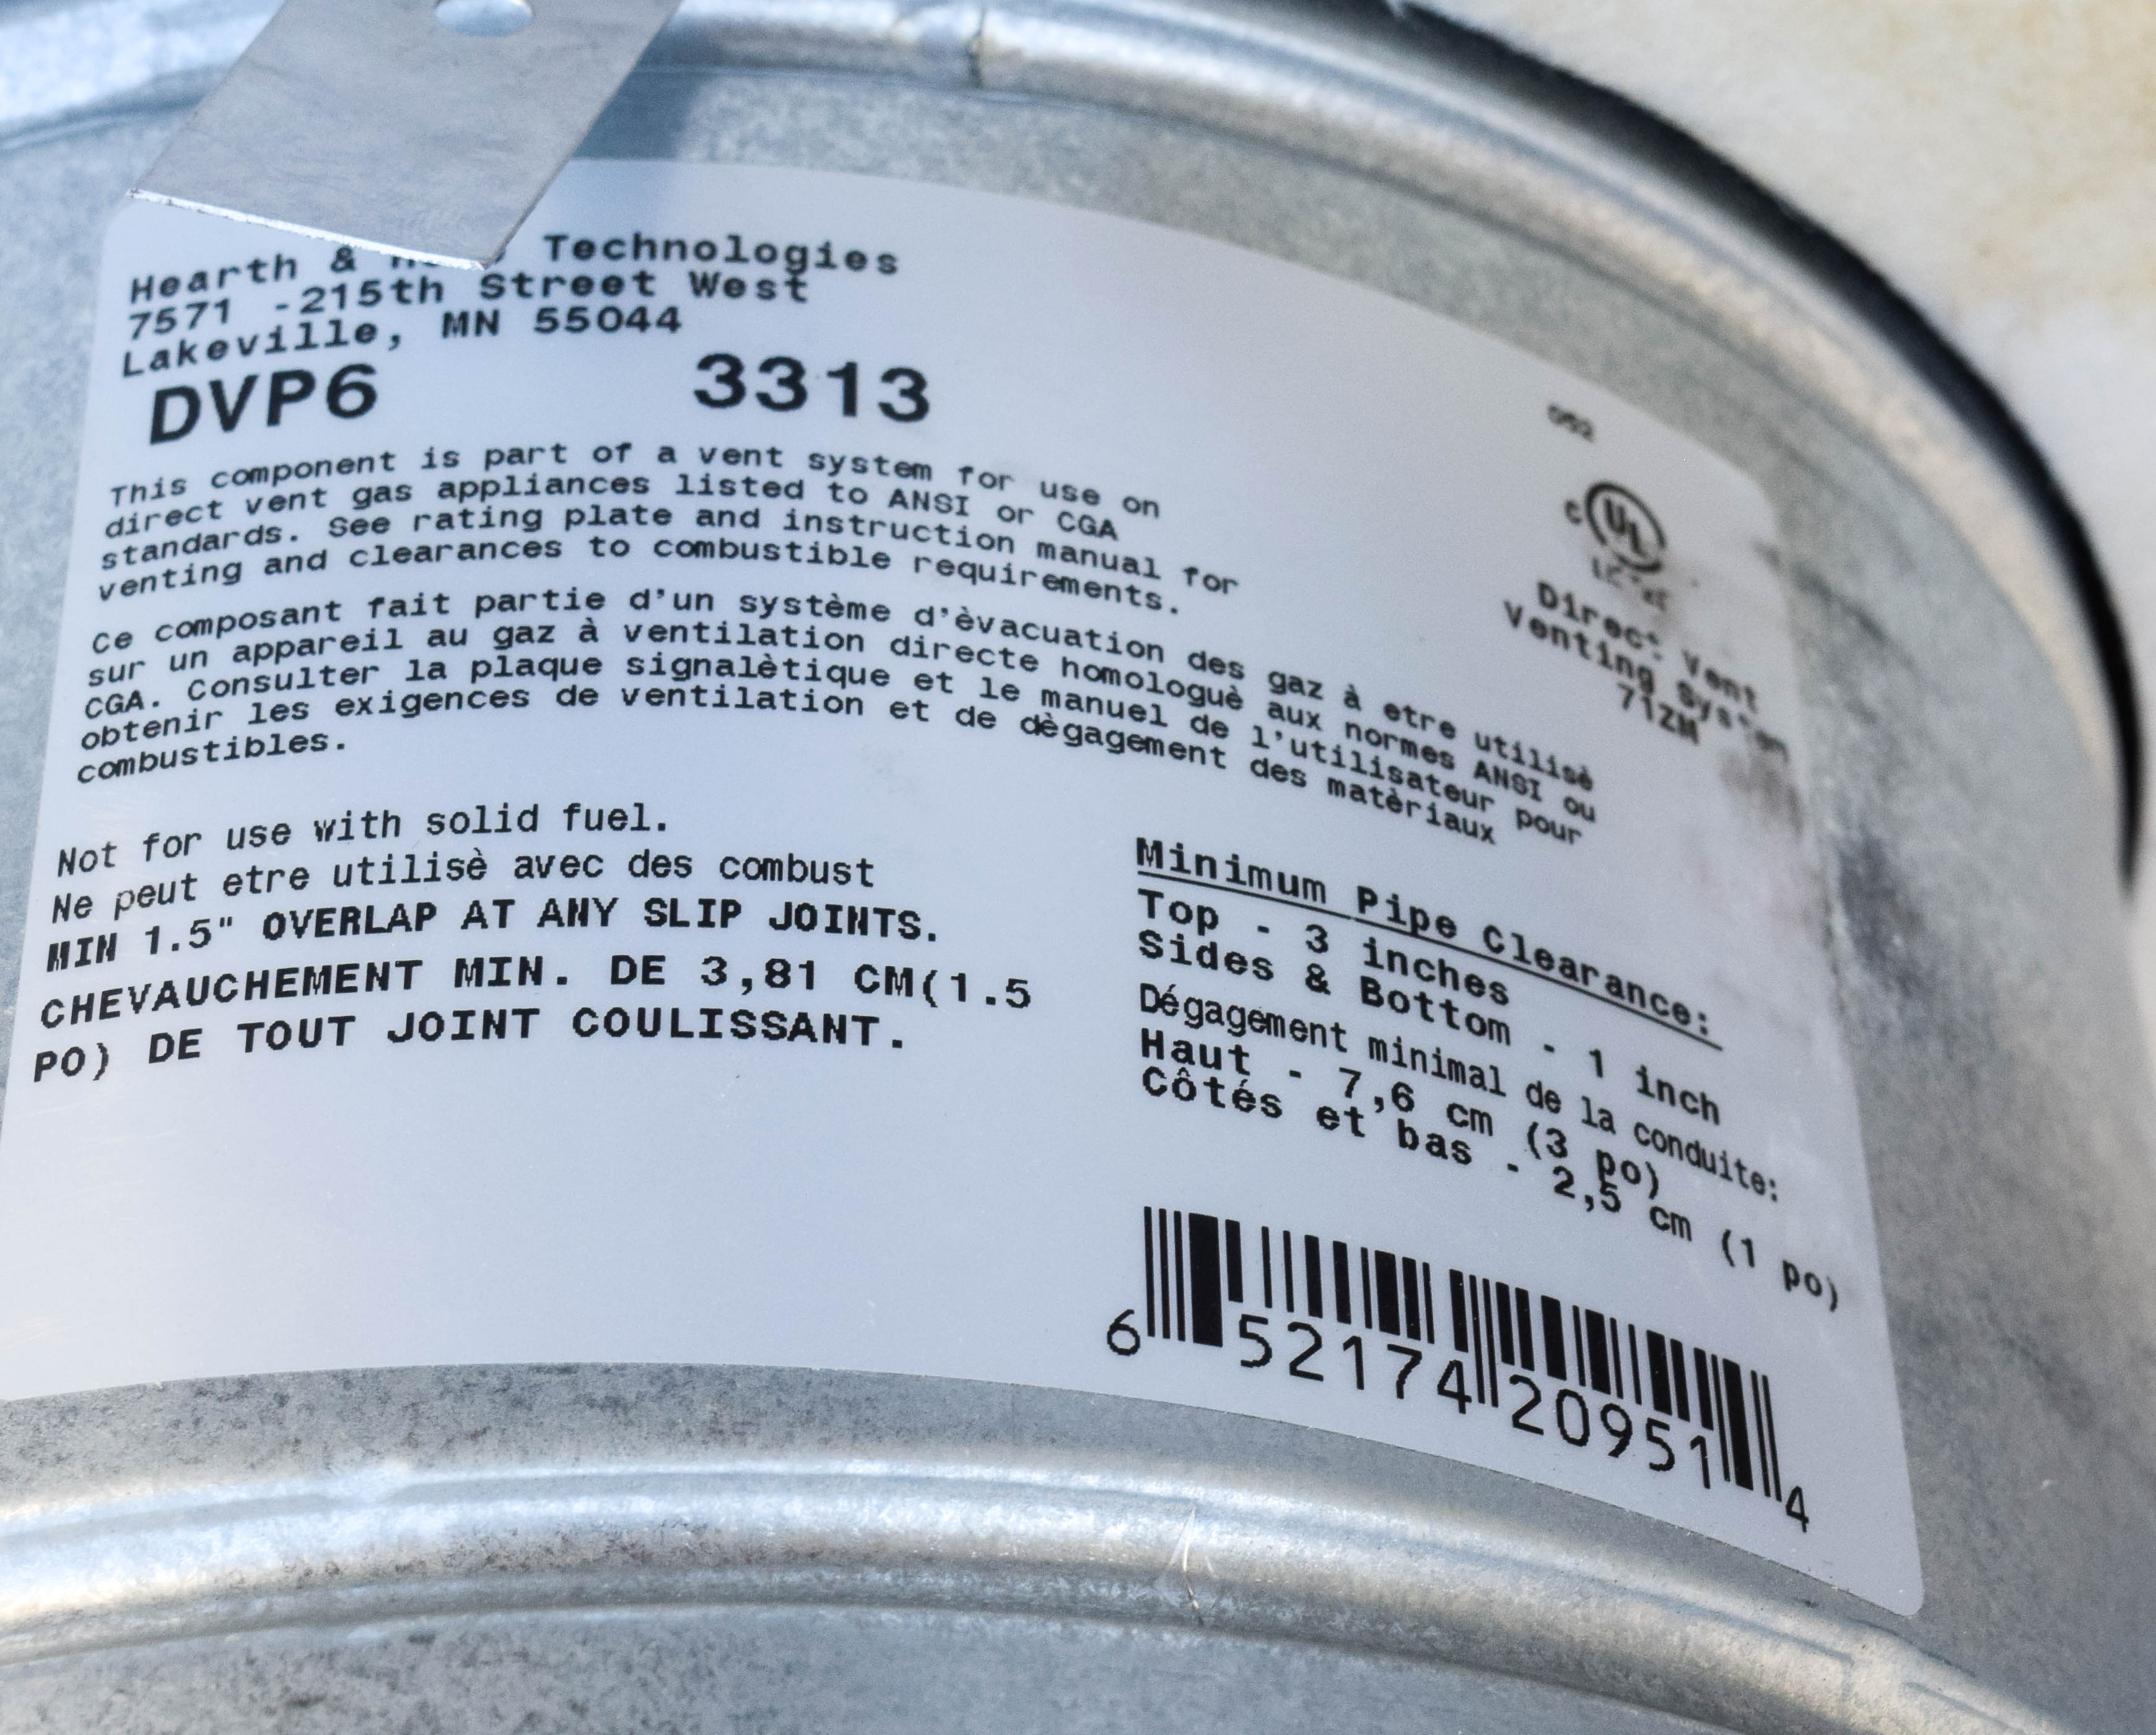 Hearth & Technologies
7571 -215th Street West
Lakeville, MN 55044
DVP6 3313
This component is part of a vent system for use on
direct vent gas appliances listed to ANSI or CGA
standards. See rating plate and instruction manual for
venting and clearances to combustible requirements.
Ce composant fait partie d'un système d'èvacuation des gaz à etre utilisè
sur un appareil au gaz à ventilation directe homologuè aux normes ANSI ou
CGA. Consulter la plaque signalètique et le manuel de l'utilisateur pour
obtenir les exigences de ventilation et de dègagement des matèriaux
combustibles.
Not for use with solid fuel.
Ne peut etre utilisè avec des combust
MIN 1.5" OVERLAP AT ANY SLIP JOINTS.
CHEVAUCHEMENT MIN. DE 3,81 CM(1.5
PO) DE TOUT JOINT COULISSANT.
C UL
Direct Vent
Venting System
71ZM
Minimum Pipe Clearance:
Top - 3 inches
Sides & Bottom - 1 inch
Dégagement minimal de la conduite:
Haut - 7,6 cm (3 po)
Côtés et bas - 2,5 cm (1 po)
6 52174 20951 4